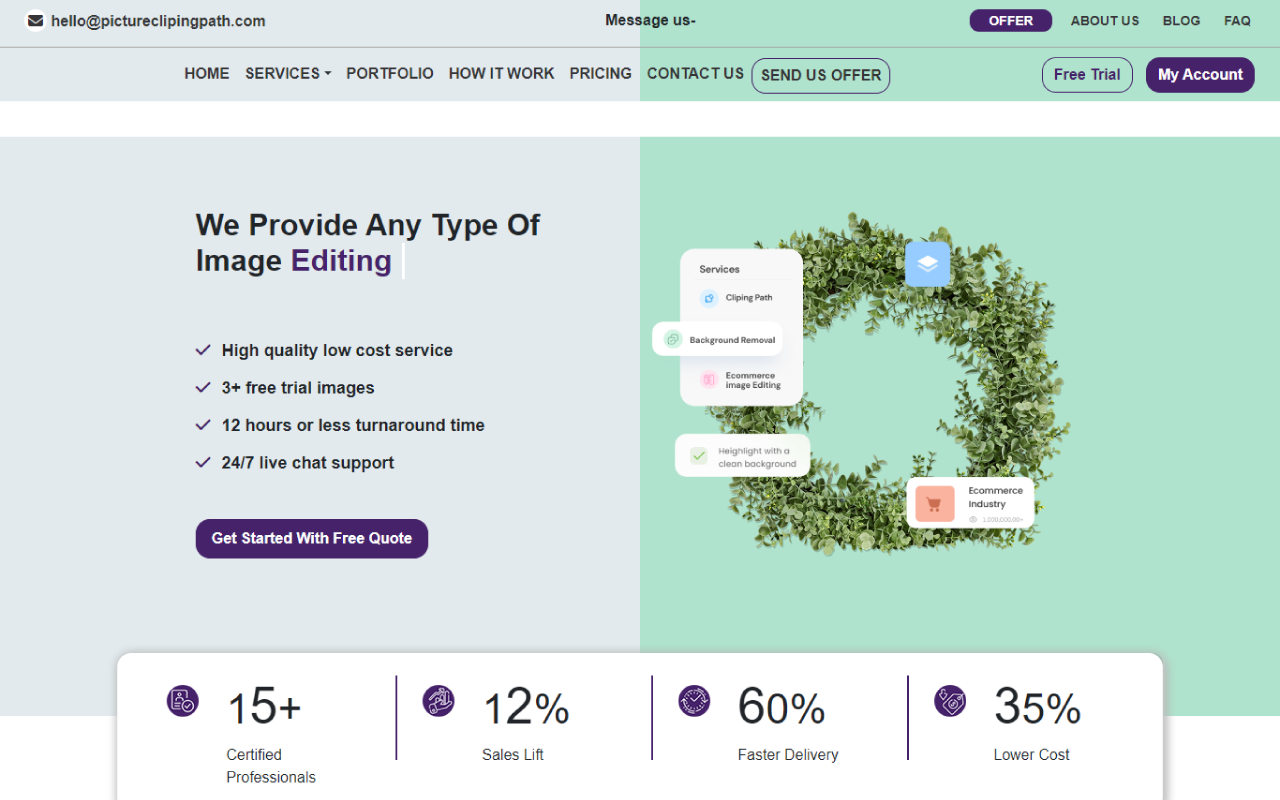 hello@pictureclipingpath.com
Message us-
OFFER
ABOUT US
BLOG
FAQ
HOME
SERVICES
PORTFOLIO
HOW IT WORK
PRICING
CONTACT US
SEND US OFFER
Free Trial
My Account
We Provide Any Type Of
Image Editing
High quality low cost service
3+ free trial images
12 hours or less turnaround time
24/7 live chat support
Get Started With Free Quote
Services
Cliping Path
Background Removal
Ecommerce
image Editing
Heighlight with a
clean background
Ecommerce
Industry
15+
Certified
Professionals
12%
Sales Lift
60%
Faster Delivery
35%
Lower Cost